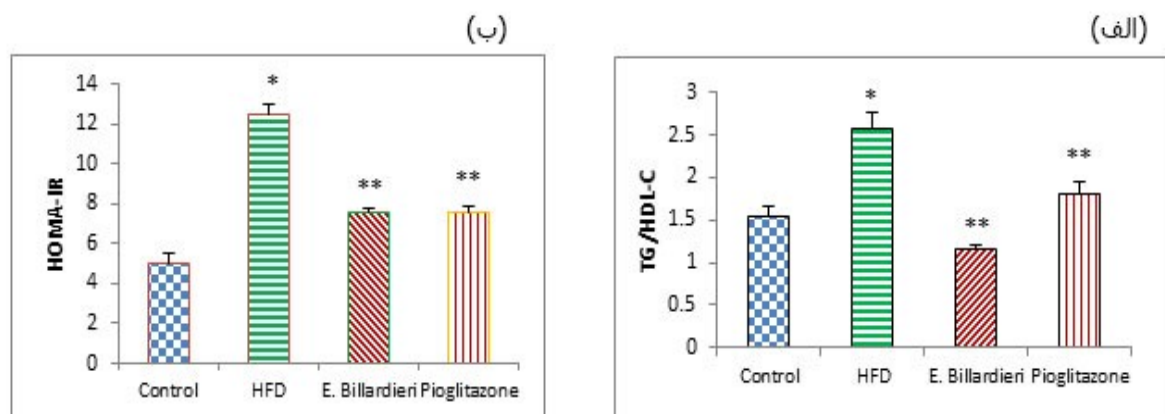 (ب)
(الف)
14
12
10
8
6
4
2
0
HOMA-IR
*
**
**
Control
HFD
E. Billardieri
Pioglitazone
3
2.5
2
1.5
1
0.5
0
TG/HDL-C
*
**
**
Control
HFD
E. Billardieri
Pioglitazone